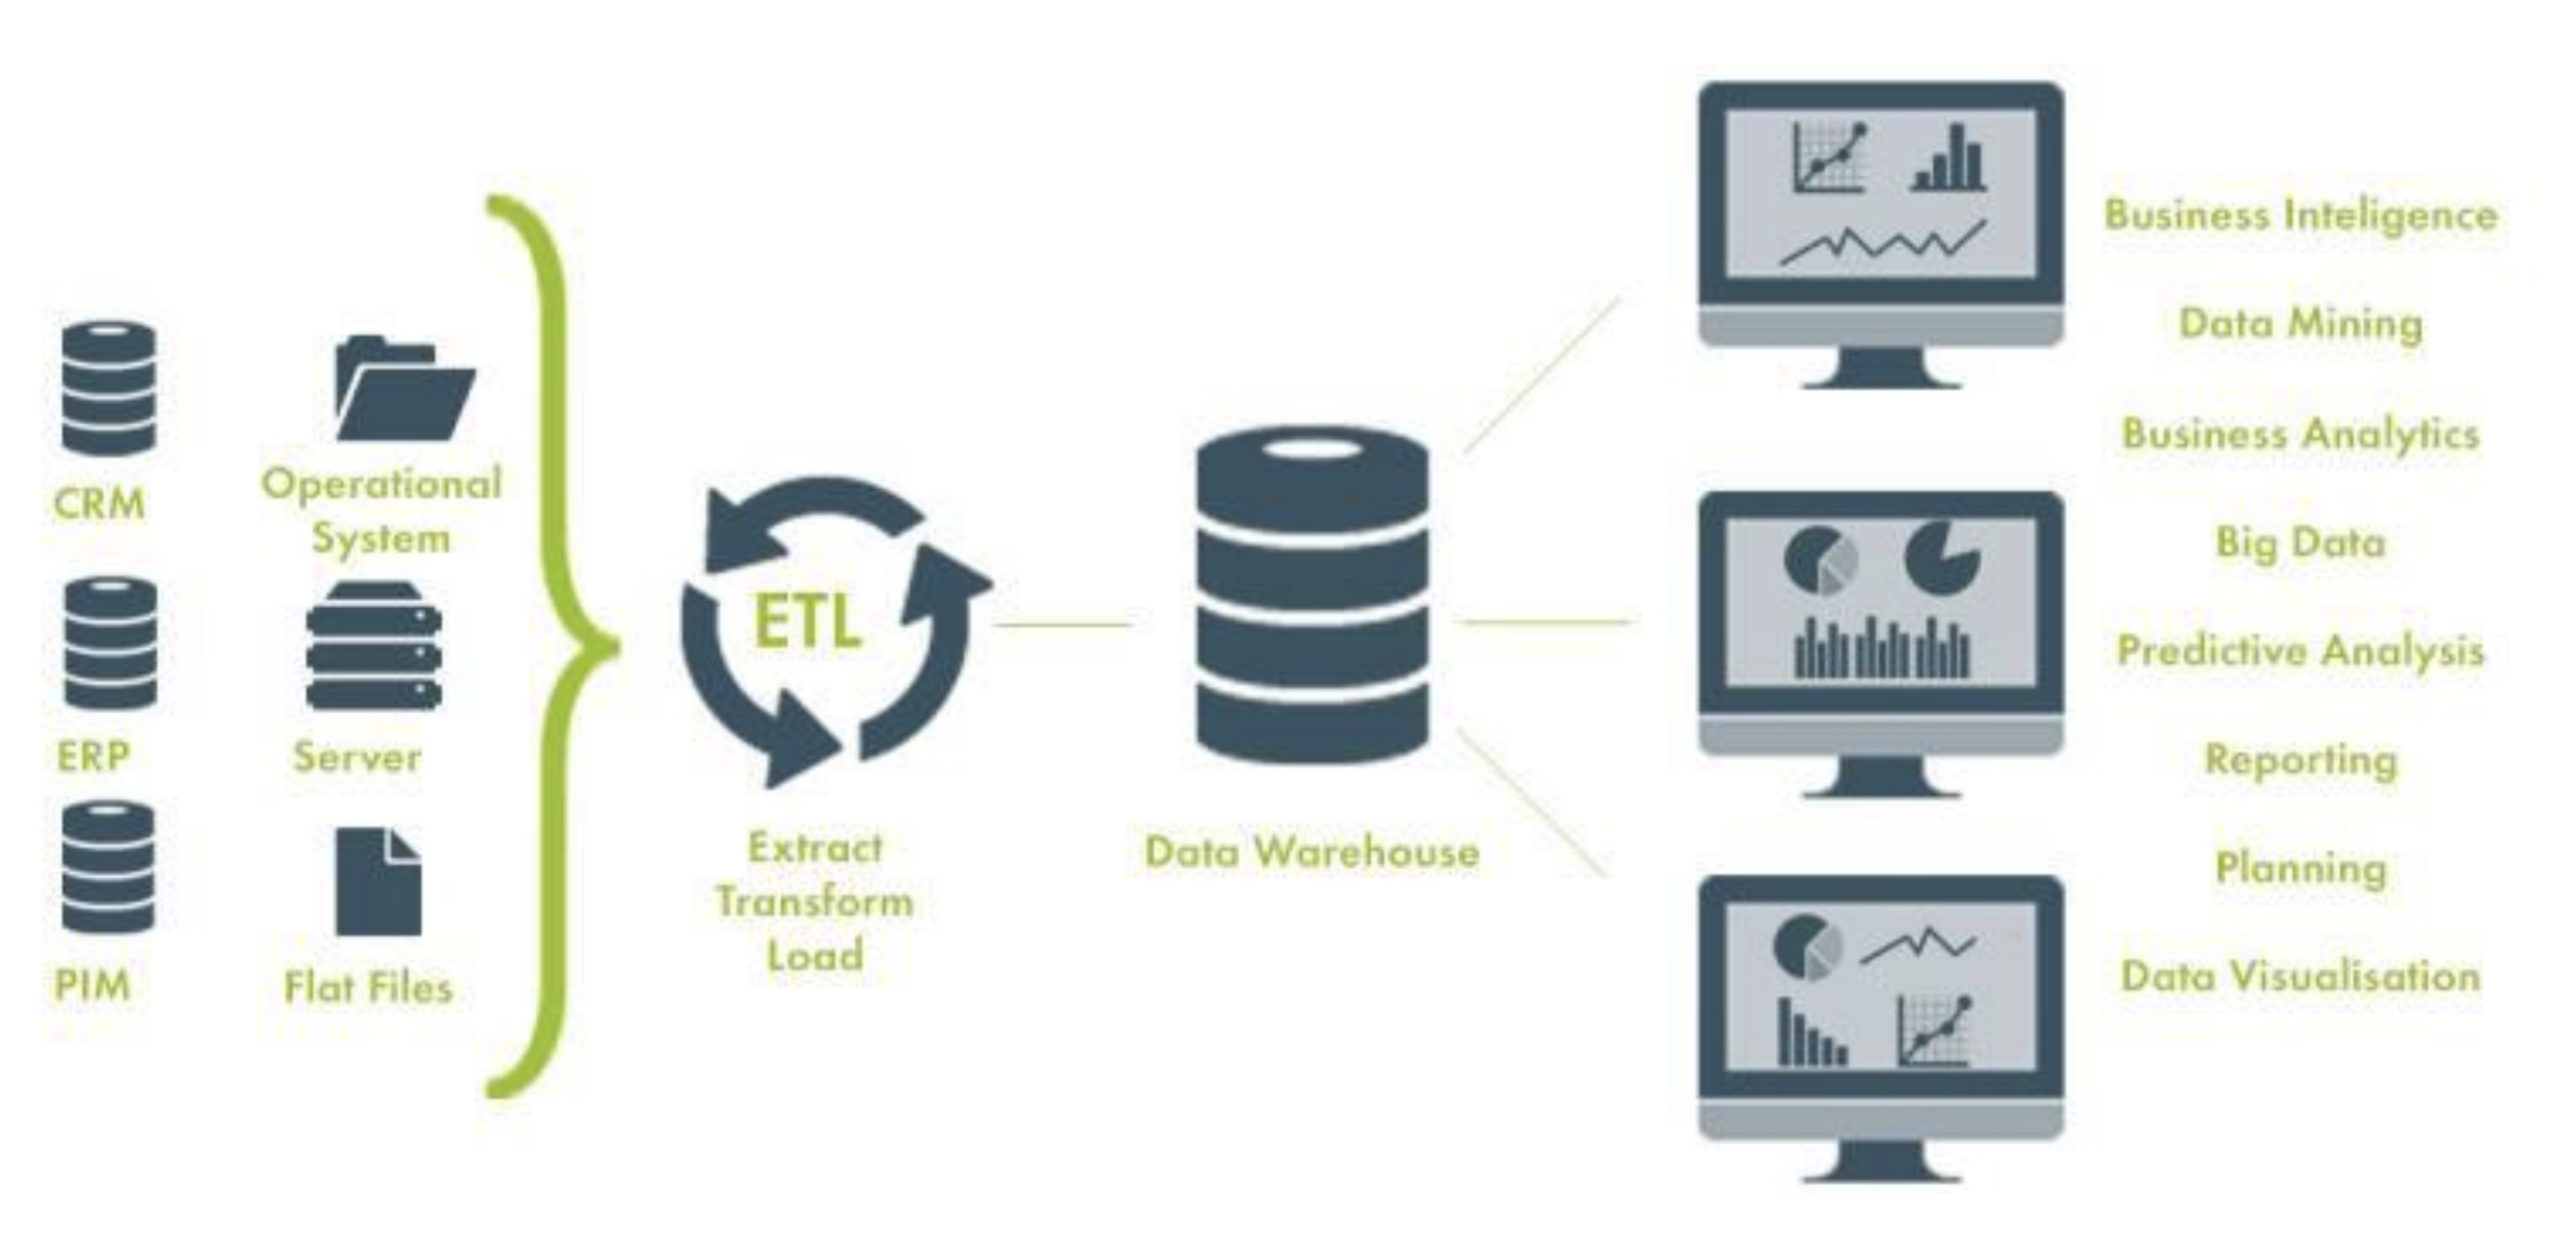 CRM
Operational
System
ERP
Server
PIM
Flat Files
ETL
Extract
Transform
Load
Data Warehouse
Business Inteligence
Data Mining
Business Analytics
Big Data
Predictive Analysis
Reporting
Planning
Data Visualisation